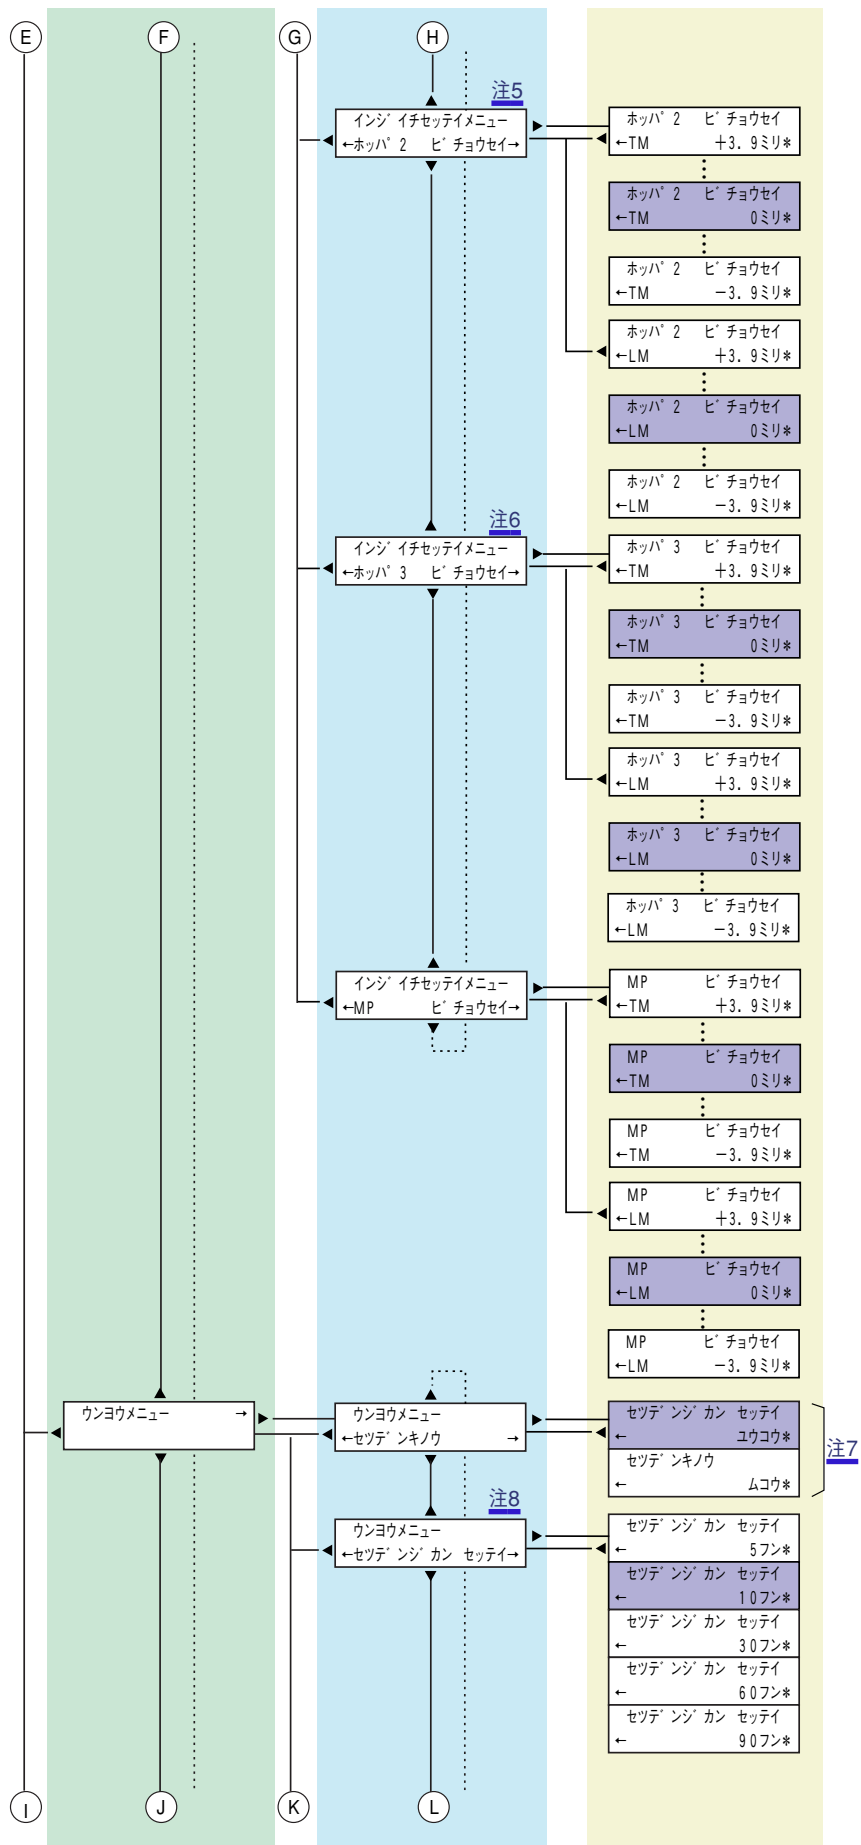 E
F
G
H
注5
インジ゛イチセッテイメニュー
←ホッパ゜2 ビ゛チョウセイ→
ホッパ゜2 ビ゛チョウセイ
←TM +3.9ミリ*
ホッパ゜2 ビ゛チョウセイ
←TM 0ミリ*
ホッパ゜2 ビ゛チョウセイ
←TM −3.9ミリ*
ホッパ゜2 ビ゛チョウセイ
←LM +3.9ミリ*
ホッパ゜2 ビ゛チョウセイ
←LM 0ミリ*
ホッパ゜2 ビ゛チョウセイ
←LM −3.9ミリ*
注6
インジ゛イチセッテイメニュー
←ホッパ゜3 ビ゛チョウセイ→
ホッパ゜3 ビ゛チョウセイ
←TM +3.9ミリ*
ホッパ゜3 ビ゛チョウセイ
←TM 0ミリ*
ホッパ゜3 ビ゛チョウセイ
←TM −3.9ミリ*
ホッパ゜3 ビ゛チョウセイ
←LM +3.9ミリ*
ホッパ゜3 ビ゛チョウセイ
←LM 0ミリ*
ホッパ゜3 ビ゛チョウセイ
←LM −3.9ミリ*
インジ゛イチセッテイメニュー
←MP ビ゛チョウセイ→
MP ビ゛チョウセイ
←TM +3.9ミリ*
MP ビ゛チョウセイ
←TM 0ミリ*
MP ビ゛チョウセイ
←TM −3.9ミリ*
MP ビ゛チョウセイ
←LM +3.9ミリ*
MP ビ゛チョウセイ
←LM 0ミリ*
MP ビ゛チョウセイ
←LM −3.9ミリ*
ウンヨウメニュー →
ウンヨウメニュー
←セツデ゛ンキノウ →
セツデ゛ンジ゛カン セッテイ
← ユウコウ*
セツデ゛ンキノウ
← ムコウ*
注7
注8
ウンヨウメニュー
←セツデ゛ンジ゛カン セッテイ→
セツデ゛ンジ゛カン セッテイ
← 5フン*
セツデ゛ンジ゛カン セッテイ
← 10フン*
セツデ゛ンジ゛カン セッテイ
← 30フン*
セツデ゛ンジ゛カン セッテイ
← 60フン*
セツデ゛ンジ゛カン セッテイ
← 90フン*
I
J
K
L